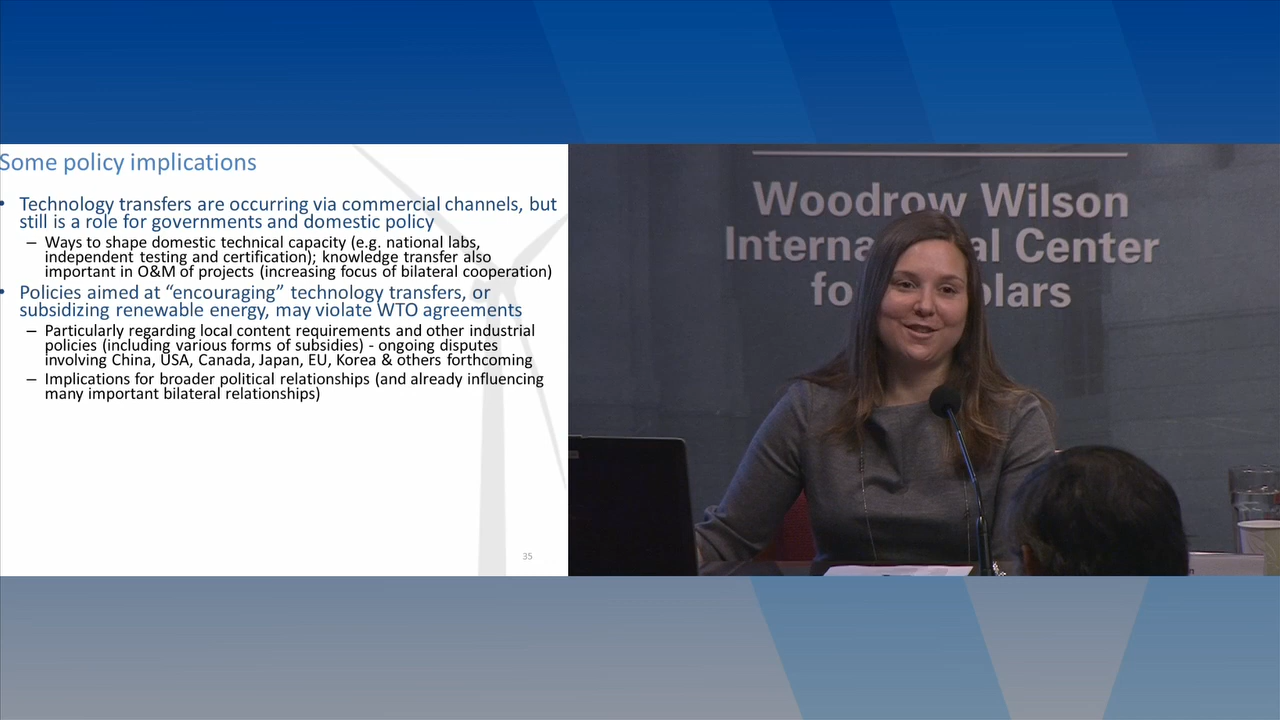 Some policy implications
• Technology transfers are occurring via commercial channels, but
still is a role for governments and domestic policy
– Ways to shape domestic technical capacity (e.g. national labs,
independent testing and certification); knowledge transfer also
important in O&M of projects (increasing focus of bilateral cooperation)
• Policies aimed at “encouraging” technology transfers, or
subsidizing renewable energy, may violate WTO agreements
– Particularly regarding local content requirements and other industrial
policies (including various forms of subsidies) - ongoing disputes
involving China, USA, Canada, Japan, EU, Korea & others forthcoming
– Implications for broader political relationships (and already influencing
many important bilateral relationships)
35
Woodrow Wilson
Interna al Center
fo olars